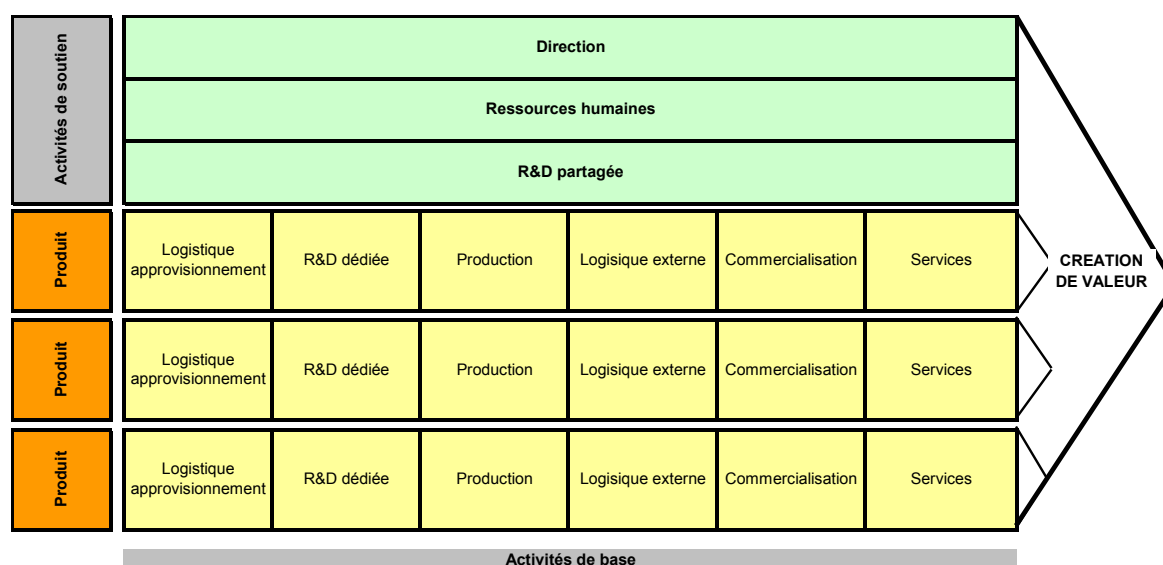 Activités de soutien
Direction
Ressources humaines
R&D partagée
Produit
Logistique
approvisionnement
R&D dédiée
Production
Logisique externe
Commercialisation
Services
CREATION
DE VALEUR
Produit
Logistique
approvisionnement
R&D dédiée
Production
Logisique externe
Commercialisation
Services
Produit
Logistique
approvisionnement
R&D dédiée
Production
Logisique externe
Commercialisation
Services
Activités de base